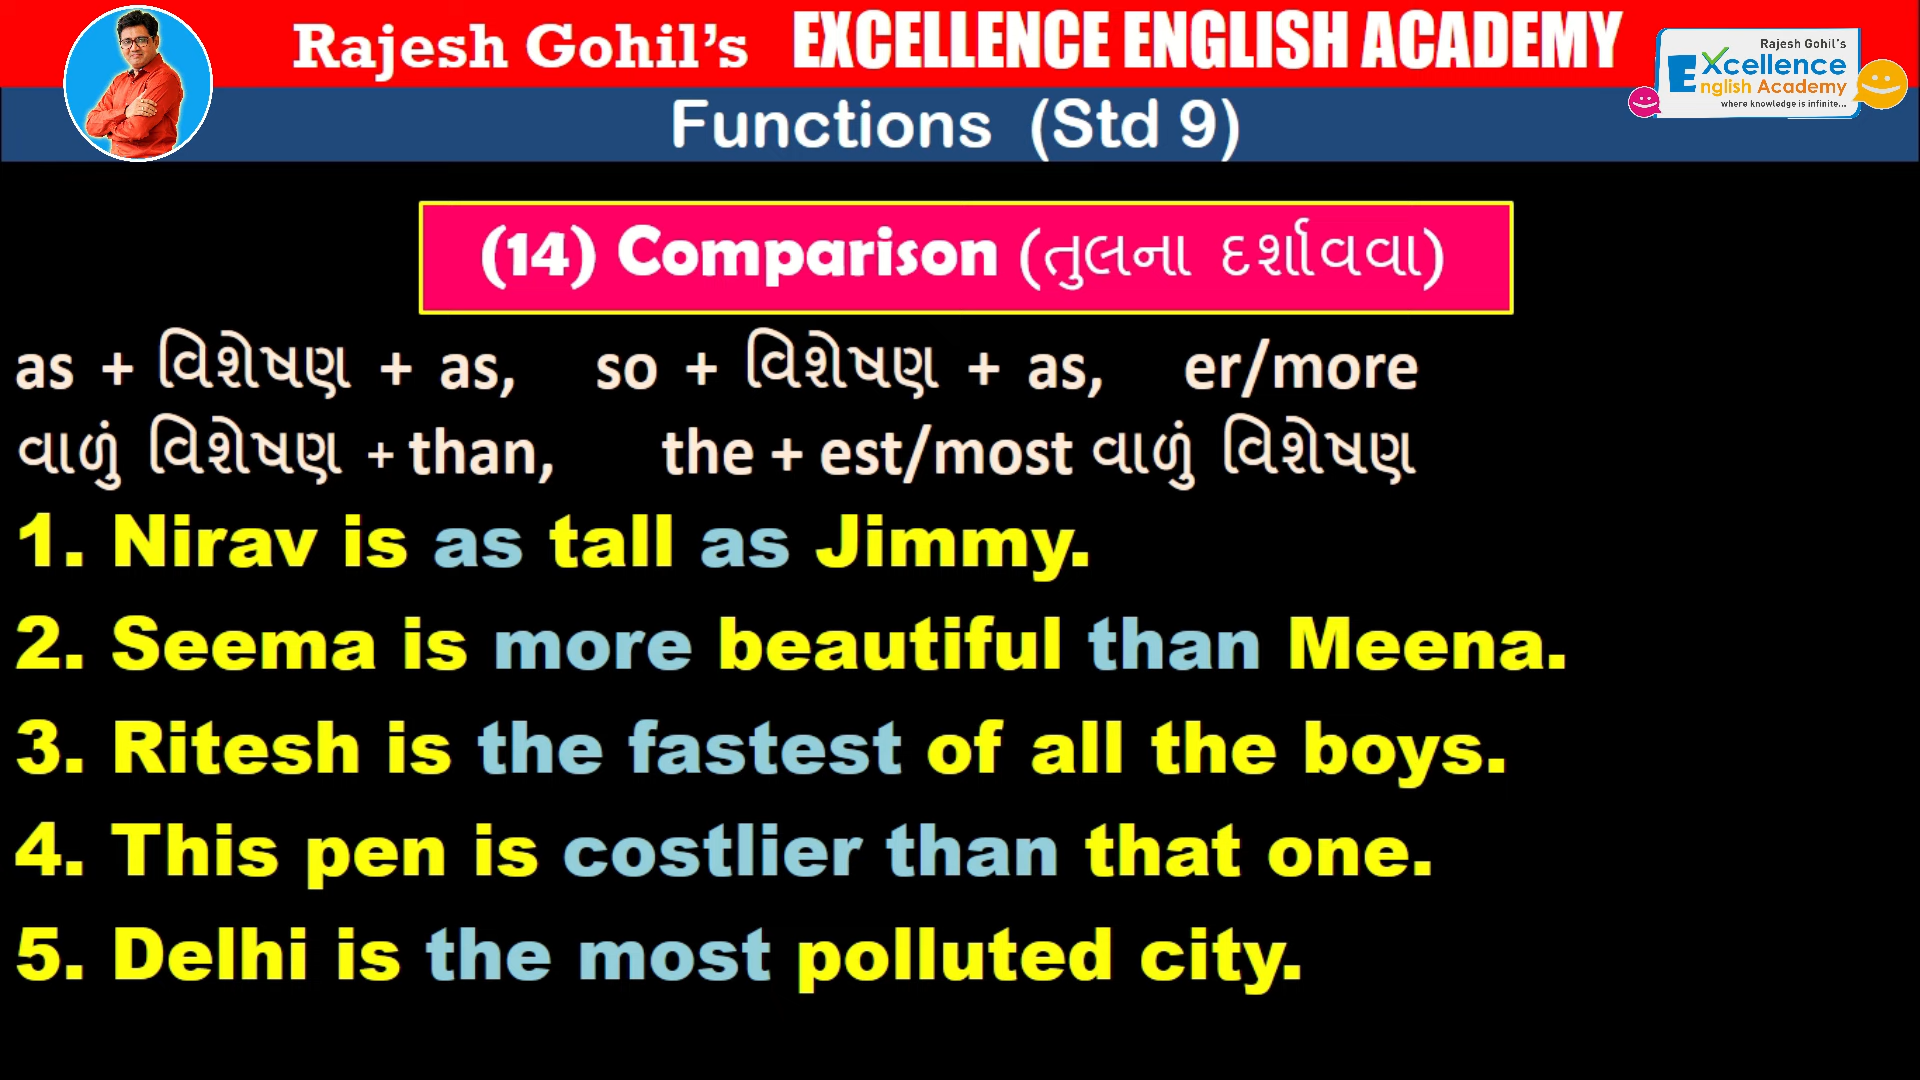 Rajesh Gohil's EXCELLENCE ENGLISH ACADEMY
Rajesh Gohil's
Excellence
English Academy
where knowledge is infinite...
Functions (Std 9)
(14) Comparison (તુલના દર્શાવવા)
as + વિશેષણ + as, so + વિશેષણ + as, er/more
વાળું વિશેષણ + than, the + est/most વાળું વિશેષણ
1. Nirav is as tall as Jimmy.
2. Seema is more beautiful than Meena.
3. Ritesh is the fastest of all the boys.
4. This pen is costlier than that one.
5. Delhi is the most polluted city.